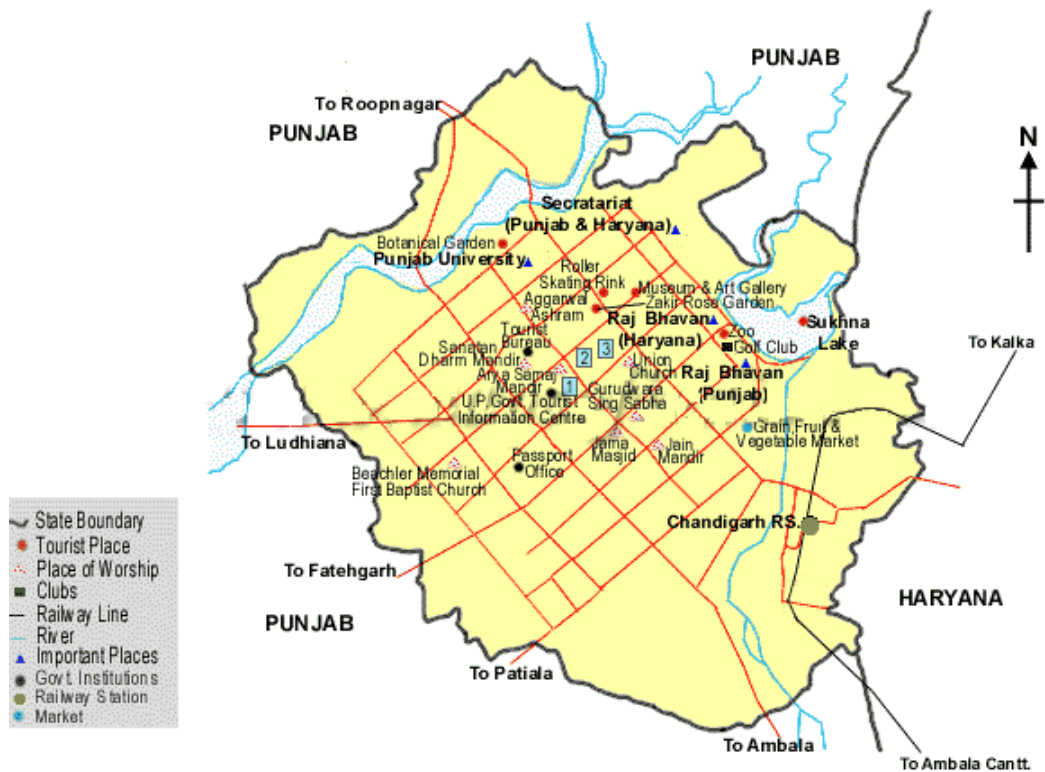 PUNJAB
To Roopnagar
PUNJAB
N
Secratariat
(Punjab & Haryana)
Botanical Garden
Punjab University
Roller
Skating Rink
Museum & Art Gallery
Zakir Rose Garden
Aggarwal
Ashram
Raj Bhavan
(Haryana)
Zoo
Golf Club
Sukhna
Lake
To Kalka
Tourist
Bureau
Sanatan
Dharm Mandir
3
2
1
Arya Samaj
Mandir
Union
Church
Raj Bhavan
(Punjab)
U.P.Govt. Tourist
Information Centre
Gurudwara
Sing Sabha
To Ludhiana
Grain,Fruit &
Vegetable Market
Jama
Masjid
Jain
Mandir
Passport
Office
Beachler Memorial
First Baptist Church
Chandigarh RS.
To Fatehgarh
HARYANA
PUNJAB
To Patiala
To Ambala
To Ambala Cantt.
State Boundary
Tourist Place
Place of Worship
Clubs
Railway Line
River
Important Places
Govt. Institutions
Railway Station
Market